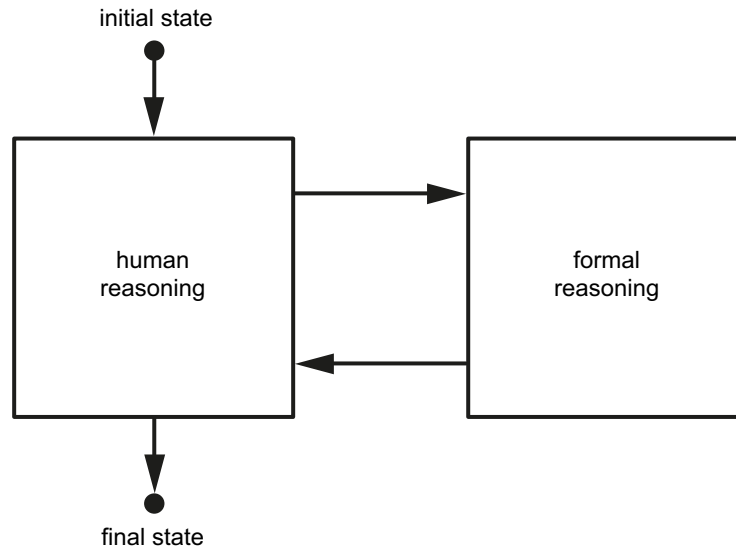 initial state
human
reasoning
formal
reasoning
final state